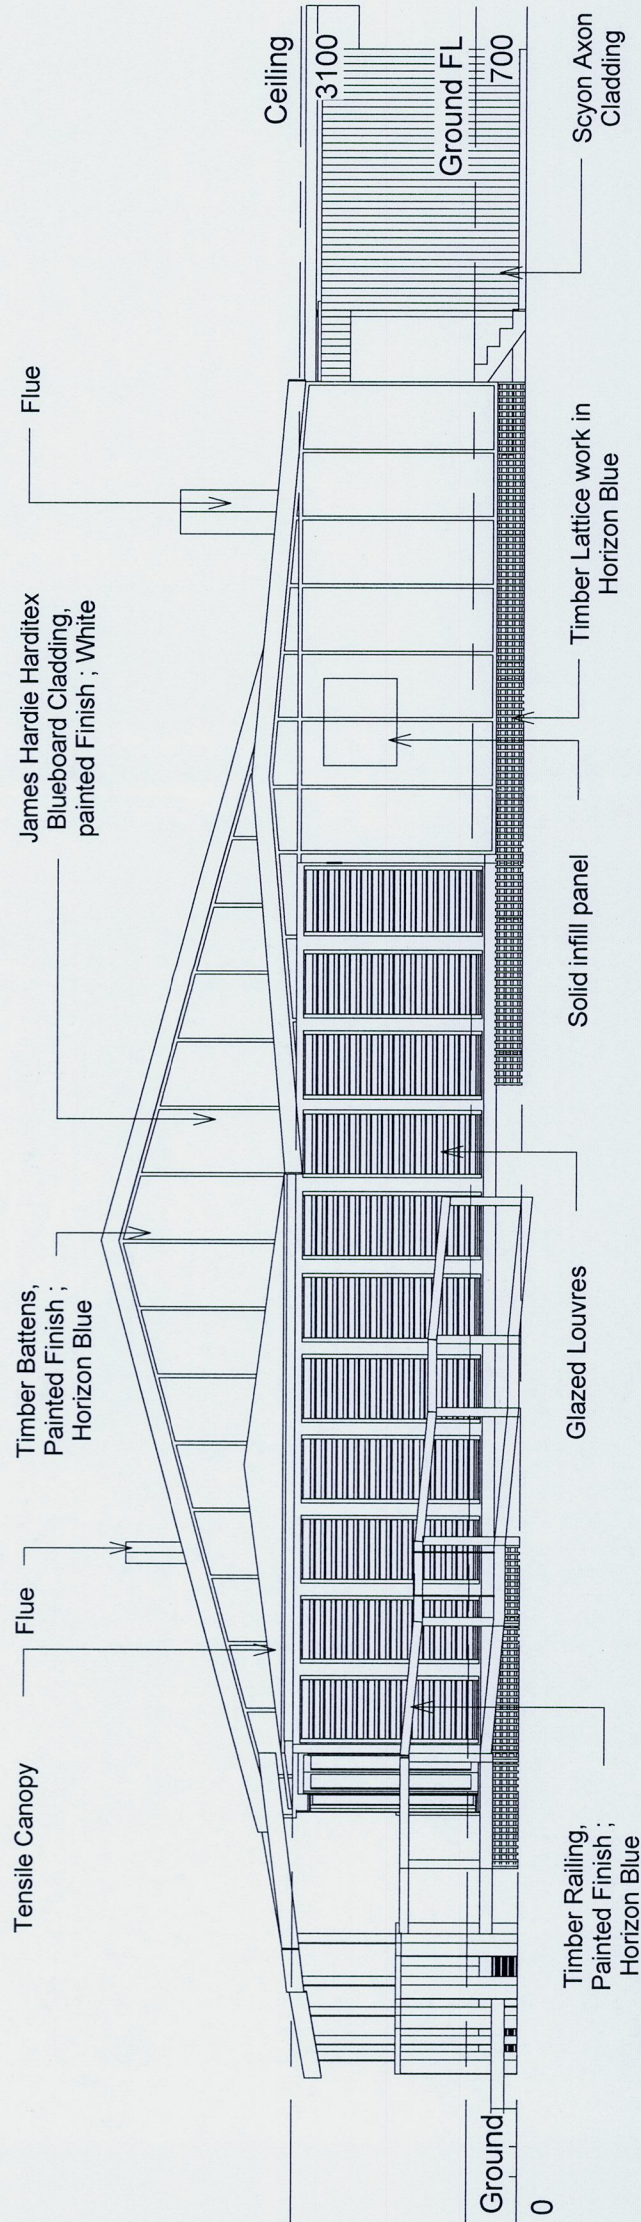 Tensile Canopy
Flue
Timber Battens,
Painted Finish ;
Horizon Blue
James Hardie Harditex
Blueboard Cladding,
painted Finish ; White
Flue
Ceiling
3100
Ground FL
700
Ground
0
Timber Railing,
Painted Finish ;
Horizon Blue
Glazed Louvres
Solid infill panel
Timber Lattice work in
Horizon Blue
Scyon Axon
Cladding